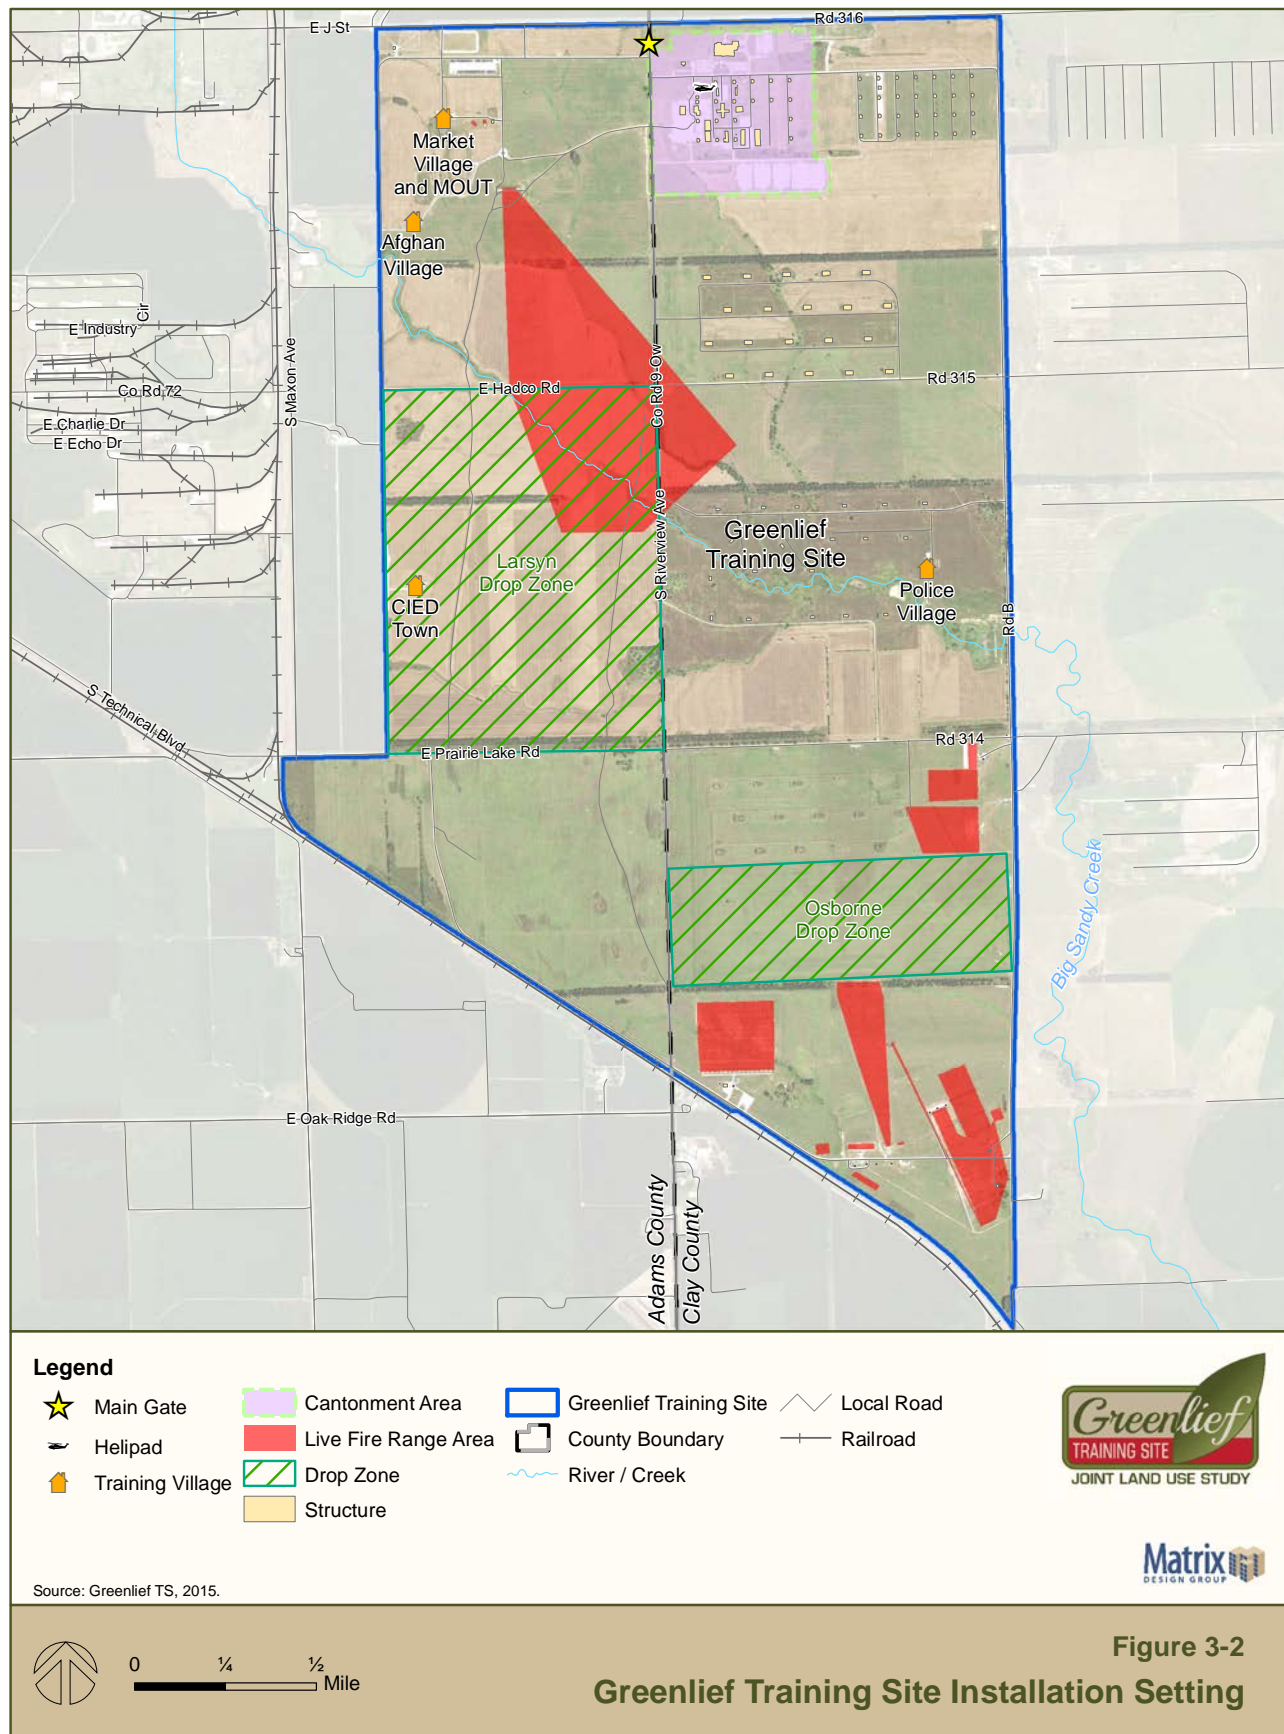 E J St
Rd 316
Market
Village
and MOUT
Afghan
Village
E Industry
Cir
S Maxon Ave
Co Rd 72
E Charlie Dr
E Echo Dr
E Hadco Rd
Co Rd 9-Ow
Rd 315
Greenlief
Training Site
S Riverview Ave
Larsyn
Drop Zone
CIED
Town
Police
Village
Rd B
S Technical Blvd
E Prairie Lake Rd
Rd 314
Osborne
Drop Zone
Big Sandy Creek
E Oak Ridge Rd
Adams County
Clay County
Legend
Main Gate
Helipad
Training Village
Cantonment Area
Live Fire Range Area
Drop Zone
Structure
Greenlief Training Site
County Boundary
River / Creek
Local Road
Railroad
Greenlief
TRAINING SITE
JOINT LAND USE STUDY
Matrix
DESIGN GROUP
Source: Greenlief TS, 2015.
0 ¼ ½
Mile
Figure 3-2
Greenlief Training Site Installation Setting